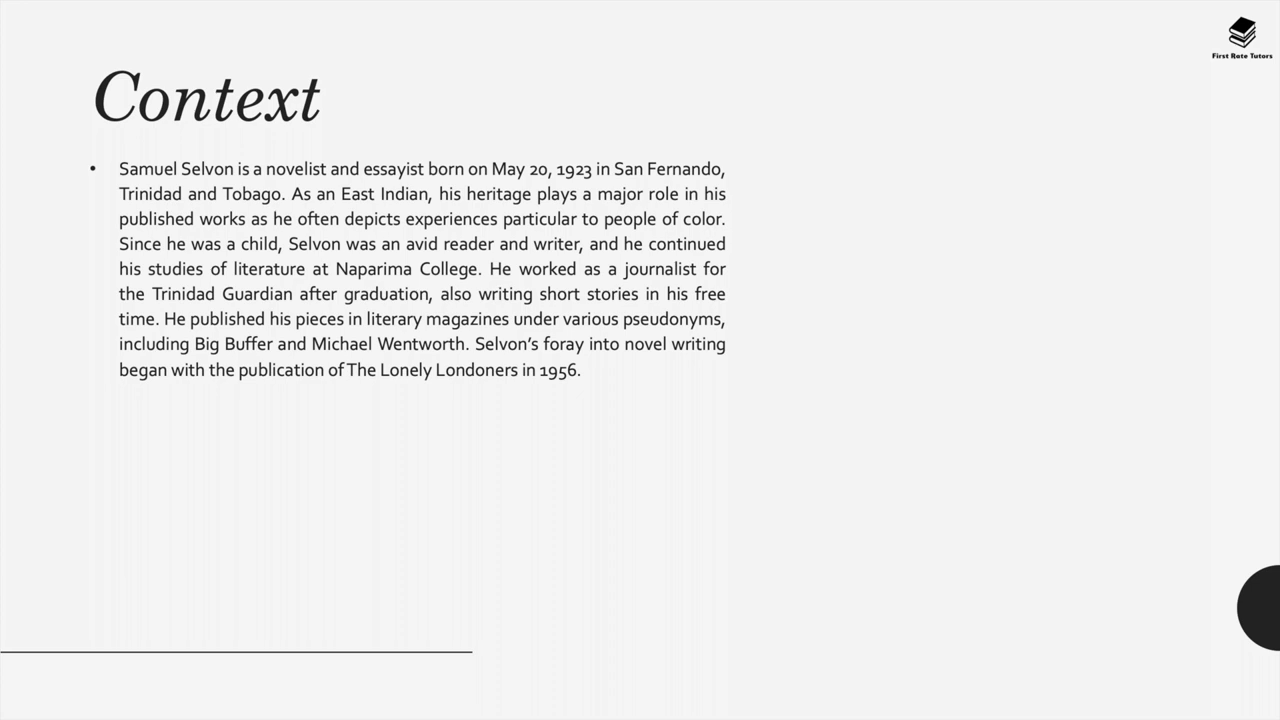 First Rate Tutors
Context
• Samuel Selvon is a novelist and essayist born on May 20, 1923 in San Fernando,
Trinidad and Tobago. As an East Indian, his heritage plays a major role in his
published works as he often depicts experiences particular to people of color.
Since he was a child, Selvon was an avid reader and writer, and he continued
his studies of literature at Naparima College. He worked as a journalist for
the Trinidad Guardian after graduation, also writing short stories in his free
time. He published his pieces in literary magazines under various pseudonyms,
including Big Buffer and Michael Wentworth. Selvon’s foray into novel writing
began with the publication of The Lonely Londoners in 1956.